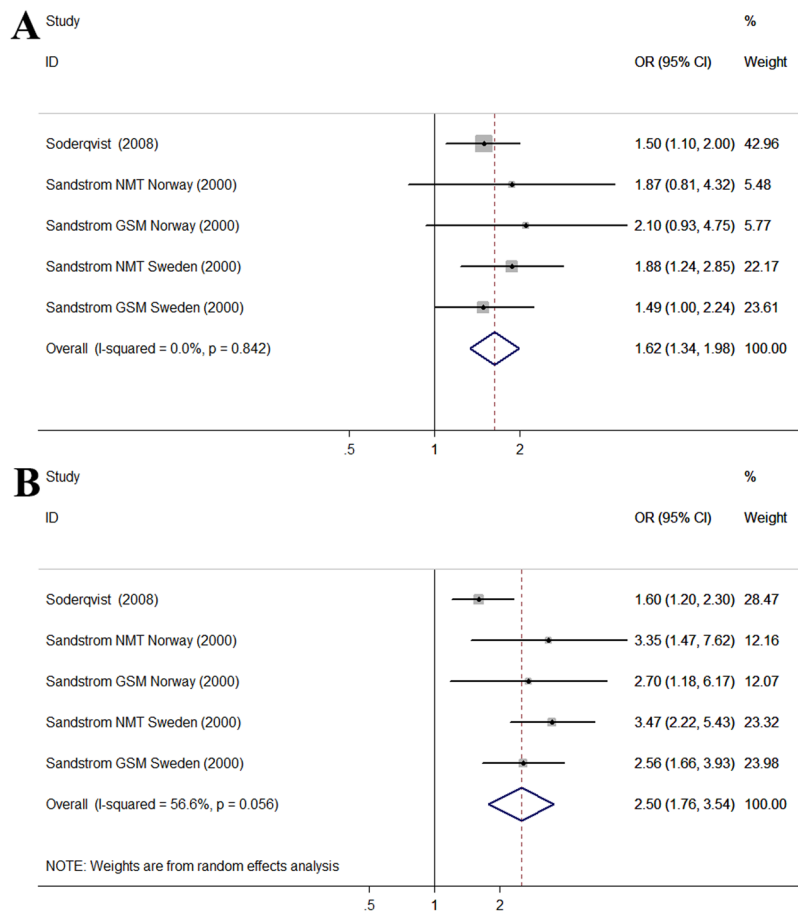 A Study %
ID OR (95% CI) Weight
Soderqvist (2008) 1.50 (1.10, 2.00) 42.96
Sandstrom NMT Norway (2000) 1.87 (0.81, 4.32) 5.48
Sandstrom GSM Norway (2000) 2.10 (0.93, 4.75) 5.77
Sandstrom NMT Sweden (2000) 1.88 (1.24, 2.85) 22.17
Sandstrom GSM Sweden (2000) 1.49 (1.00, 2.24) 23.61
Overall (I-squared = 0.0%, p = 0.842) 1.62 (1.34, 1.98) 100.00
.5 1 2
B Study %
ID OR (95% CI) Weight
Soderqvist (2008) 1.60 (1.20, 2.30) 28.47
Sandstrom NMT Norway (2000) 3.35 (1.47, 7.62) 12.16
Sandstrom GSM Norway (2000) 2.70 (1.18, 6.17) 12.07
Sandstrom NMT Sweden (2000) 3.47 (2.22, 5.43) 23.32
Sandstrom GSM Sweden (2000) 2.56 (1.66, 3.93) 23.98
Overall (I-squared = 56.6%, p = 0.056) 2.50 (1.76, 3.54) 100.00
NOTE: Weights are from random effects analysis
.5 1 2